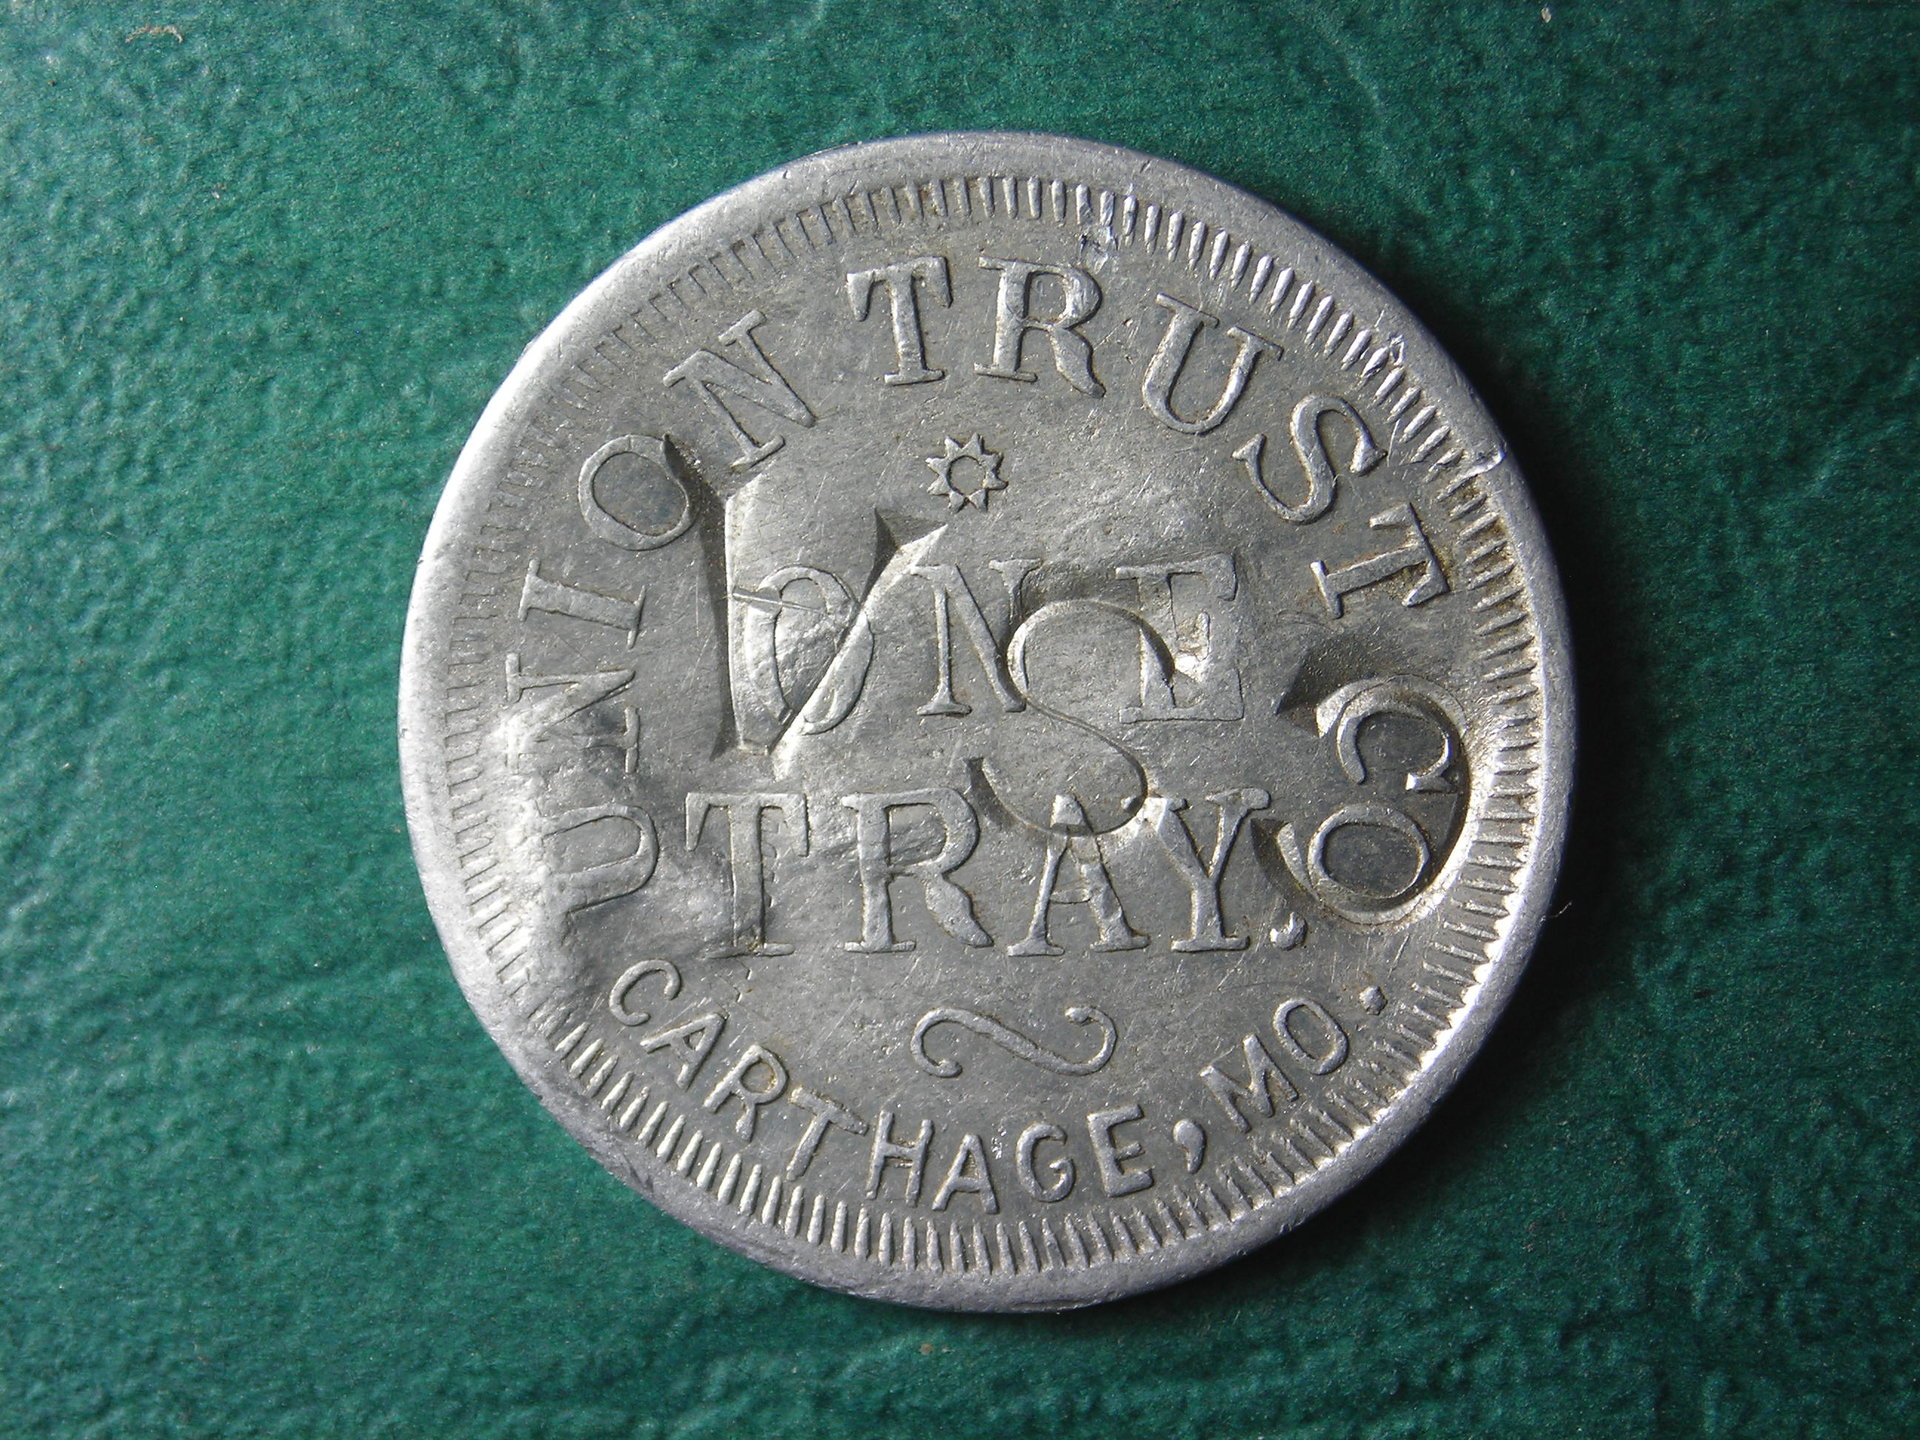 UNION TRUST CO
ONE
TRAY.
CARTHAGE, MO.